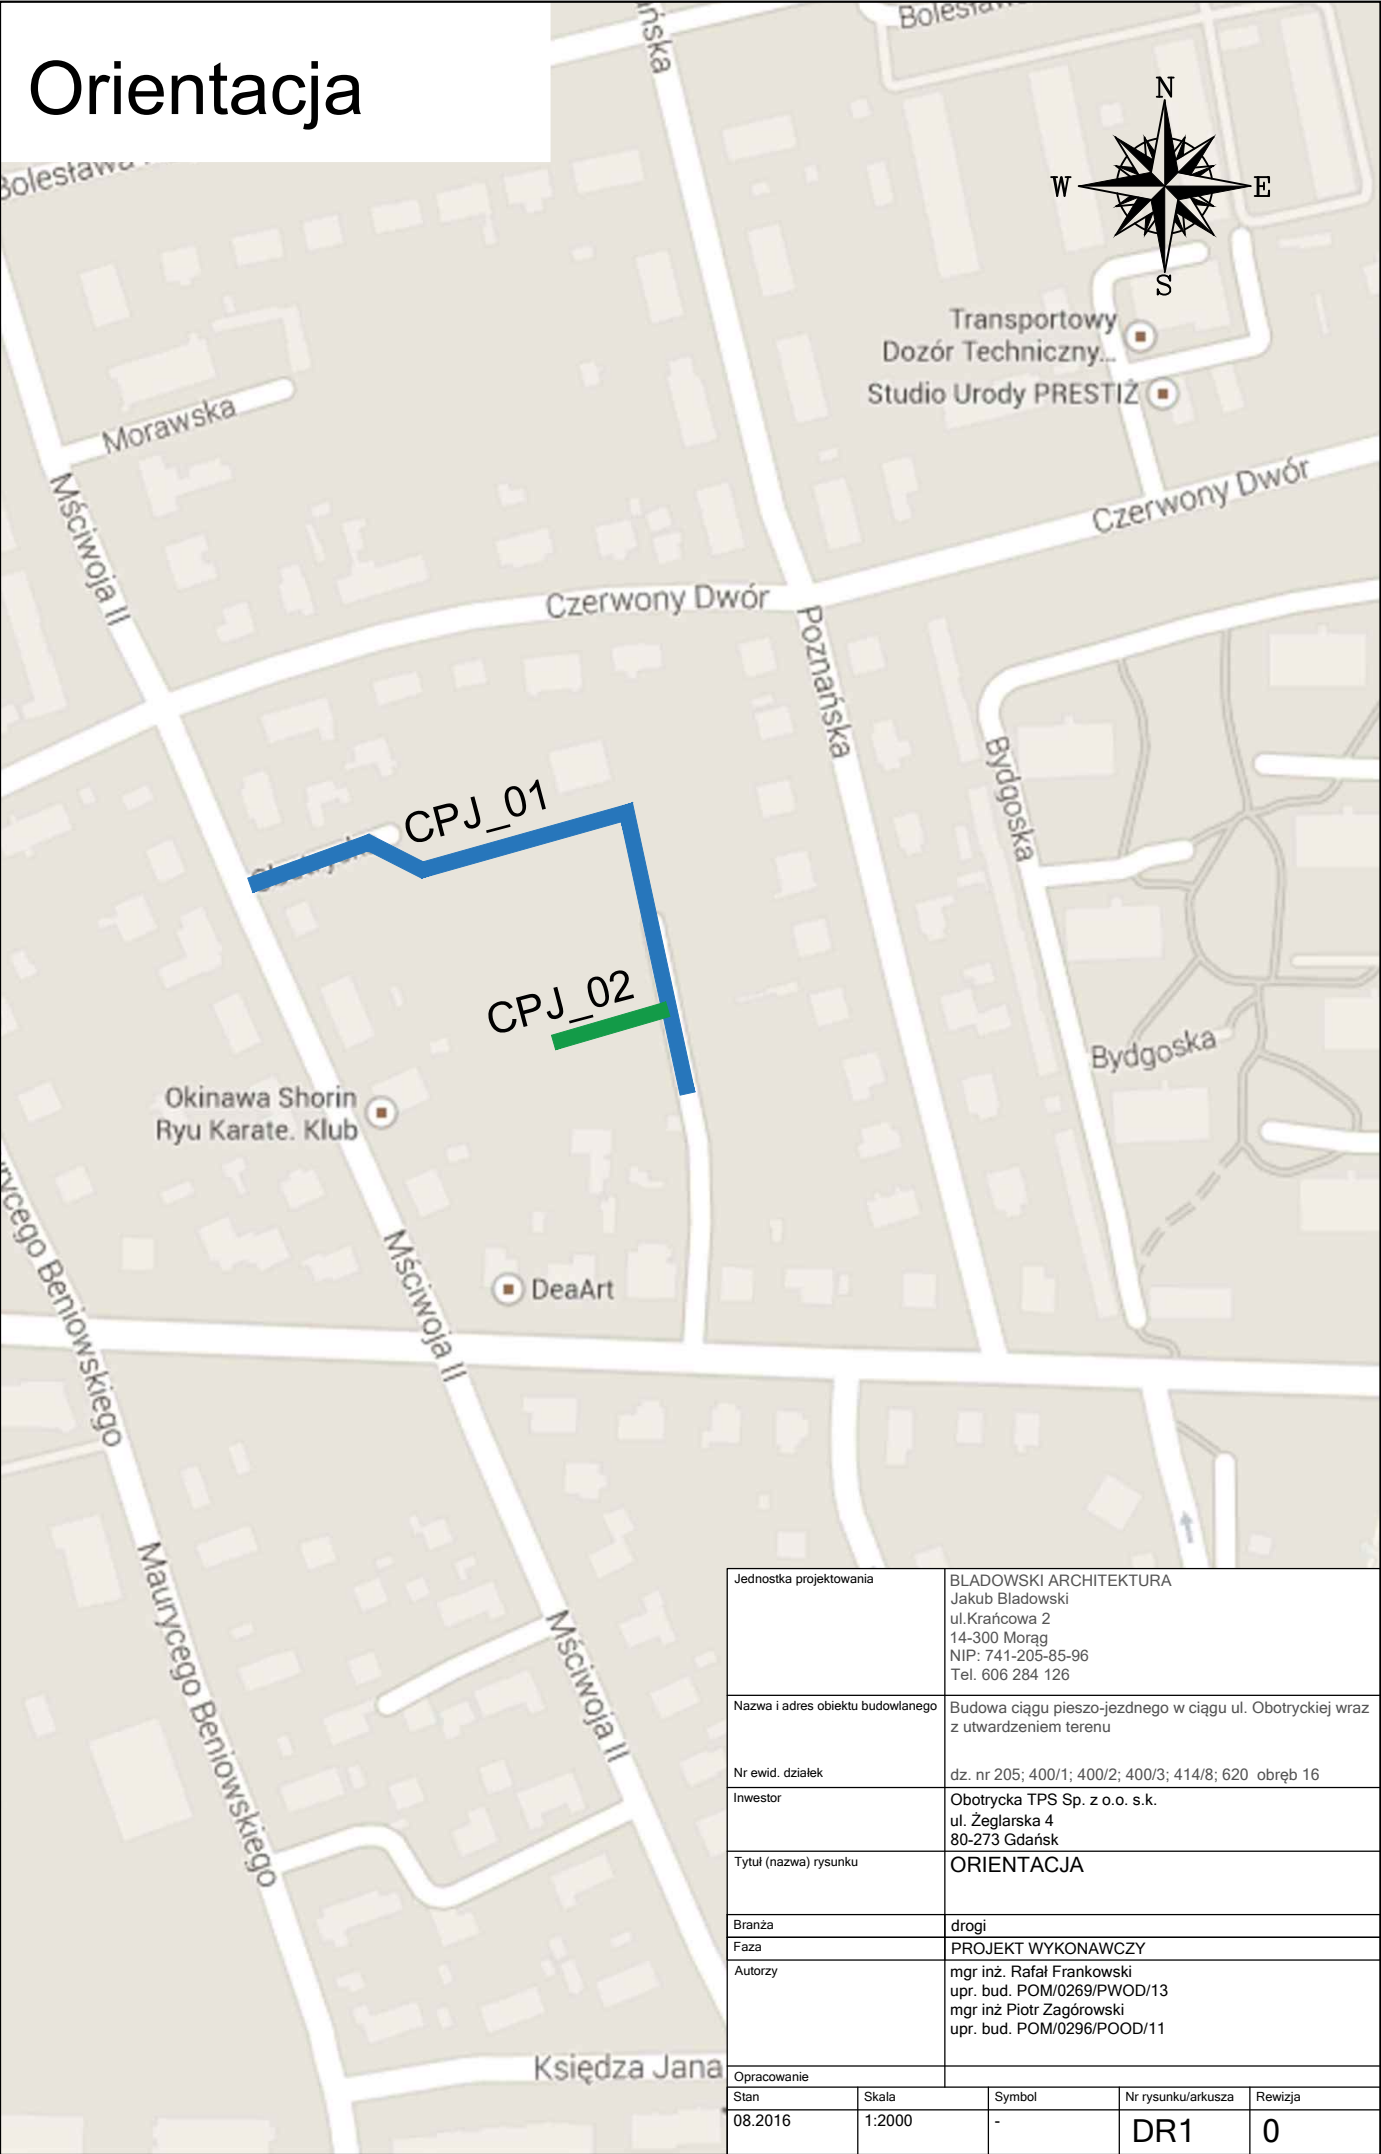 Orientacja
N
W
E
S
Transportowy
Dozór Techniczny...
Studio Urody PRESTIŻ
Morawska
Mściwoja II
Czerwony Dwór
Czerwony Dwór
Poznańska
Bydgoska
CPJ_01
CPJ_02
Bydgoska
Okinawa Shorin
Ryu Karate. Klub
Mściwoja II
DeaArt
Beniowskiego
Maurycego Beniowskiego
Mściwoja II
Księdza Jana
Jednostka projektowania
BLADOWSKI ARCHITEKTURA
Jakub Bladowski
ul.Krańcowa 2
14-300 Morąg
NIP: 741-205-85-96
Tel. 606 284 126
Nazwa i adres obiektu budowlanego
Budowa ciągu pieszo-jezdnego w ciągu ul. Obotryckiej wraz
z utwardzeniem terenu
Nr ewid. działek
dz. nr 205; 400/1; 400/2; 400/3; 414/8; 620 obręb 16
Inwestor
Obotrycka TPS Sp. z o.o. s.k.
ul. Żeglarska 4
80-273 Gdańsk
Tytuł (nazwa) rysunku
ORIENTACJA
Branża
drogi
Faza
PROJEKT WYKONAWCZY
Autorzy
mgr inż. Rafał Frankowski
upr. bud. POM/0269/PWOD/13
mgr inż Piotr Zagórowski
upr. bud. POM/0296/POOD/11
Opracowanie
Stan
Skala
Symbol
Nr rysunku/arkusza
Rewizja
08.2016
1:2000
-
DR1
0